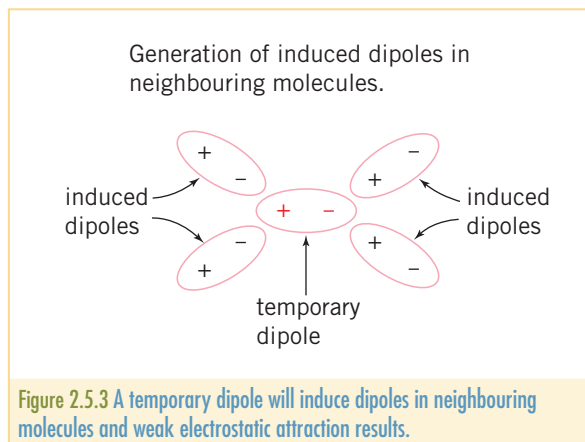 Generation of induced dipoles in
neighbouring molecules.
+ − − +
induced
dipoles
+ −
induced
dipoles
− + + −
temporary
dipole
Figure 2.5.3 A temporary dipole will induce dipoles in neighbouring
molecules and weak electrostatic attraction results.